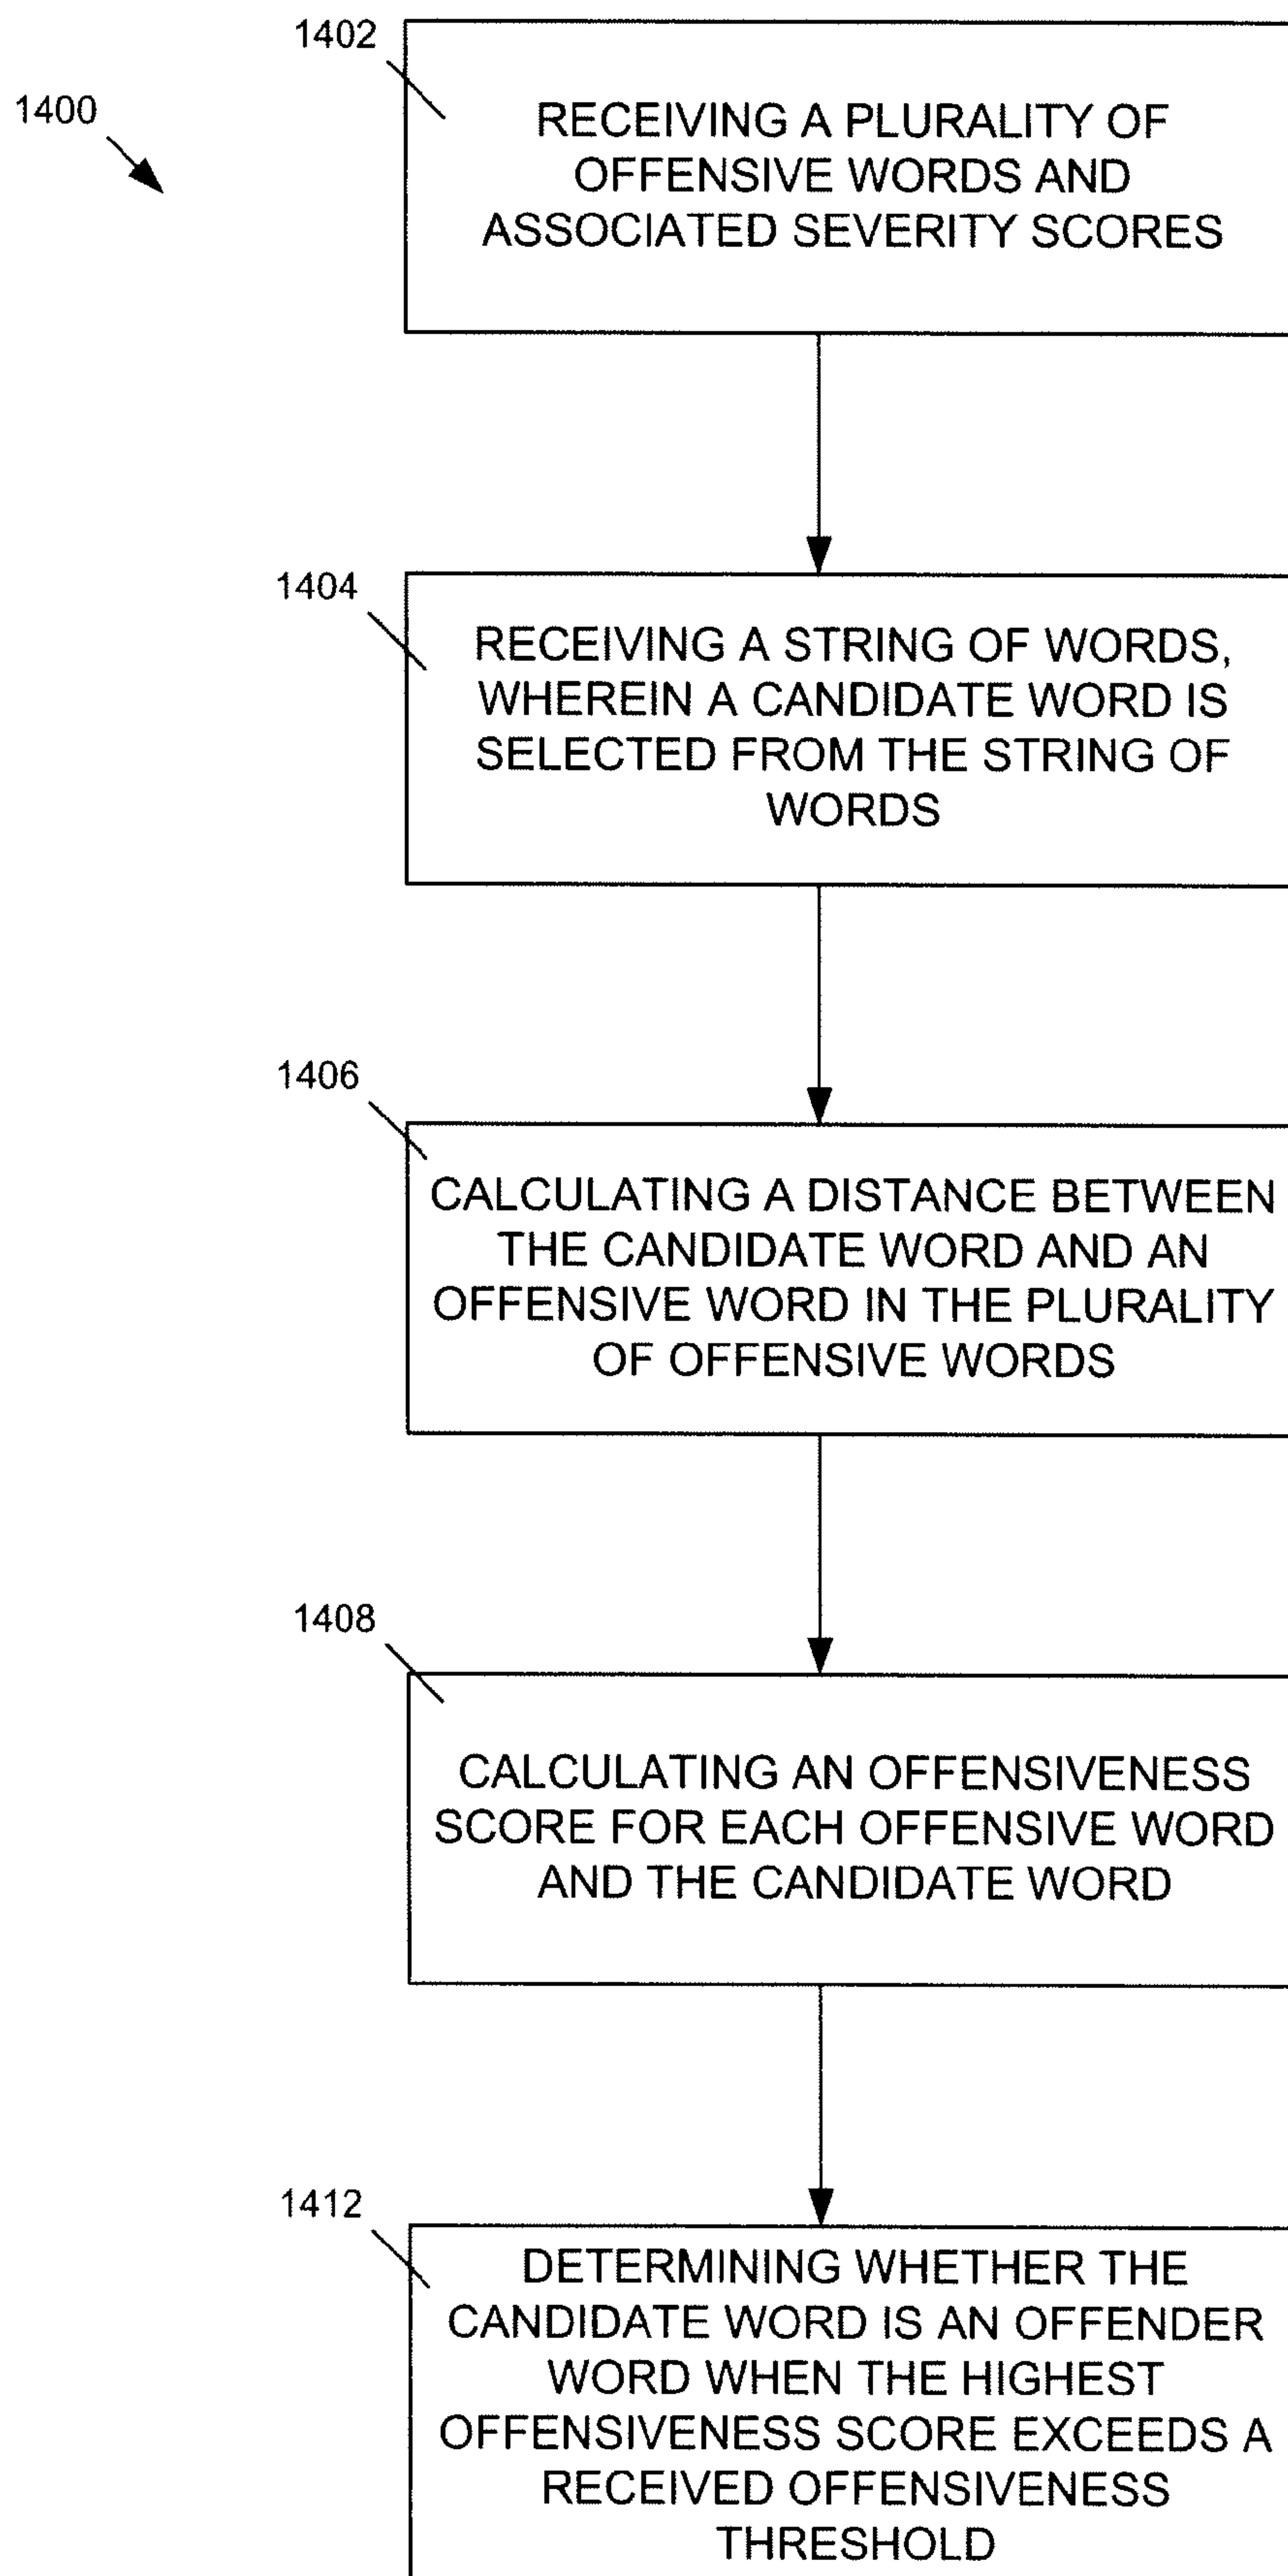 1400
1402
RECEIVING A PLURALITY OF
OFFENSIVE WORDS AND
ASSOCIATED SEVERITY SCORES
1404
RECEIVING A STRING OF WORDS,
WHEREIN A CANDIDATE WORD IS
SELECTED FROM THE STRING OF
WORDS
1406
CALCULATING A DISTANCE BETWEEN
THE CANDIDATE WORD AND AN
OFFENSIVE WORD IN THE PLURALITY
OF OFFENSIVE WORDS
1408
CALCULATING AN OFFENSIVENESS
SCORE FOR EACH OFFENSIVE WORD
AND THE CANDIDATE WORD
1412
DETERMINING WHETHER THE
CANDIDATE WORD IS AN OFFENDER
WORD WHEN THE HIGHEST
OFFENSIVENESS SCORE EXCEEDS A
RECEIVED OFFENSIVENESS
THRESHOLD